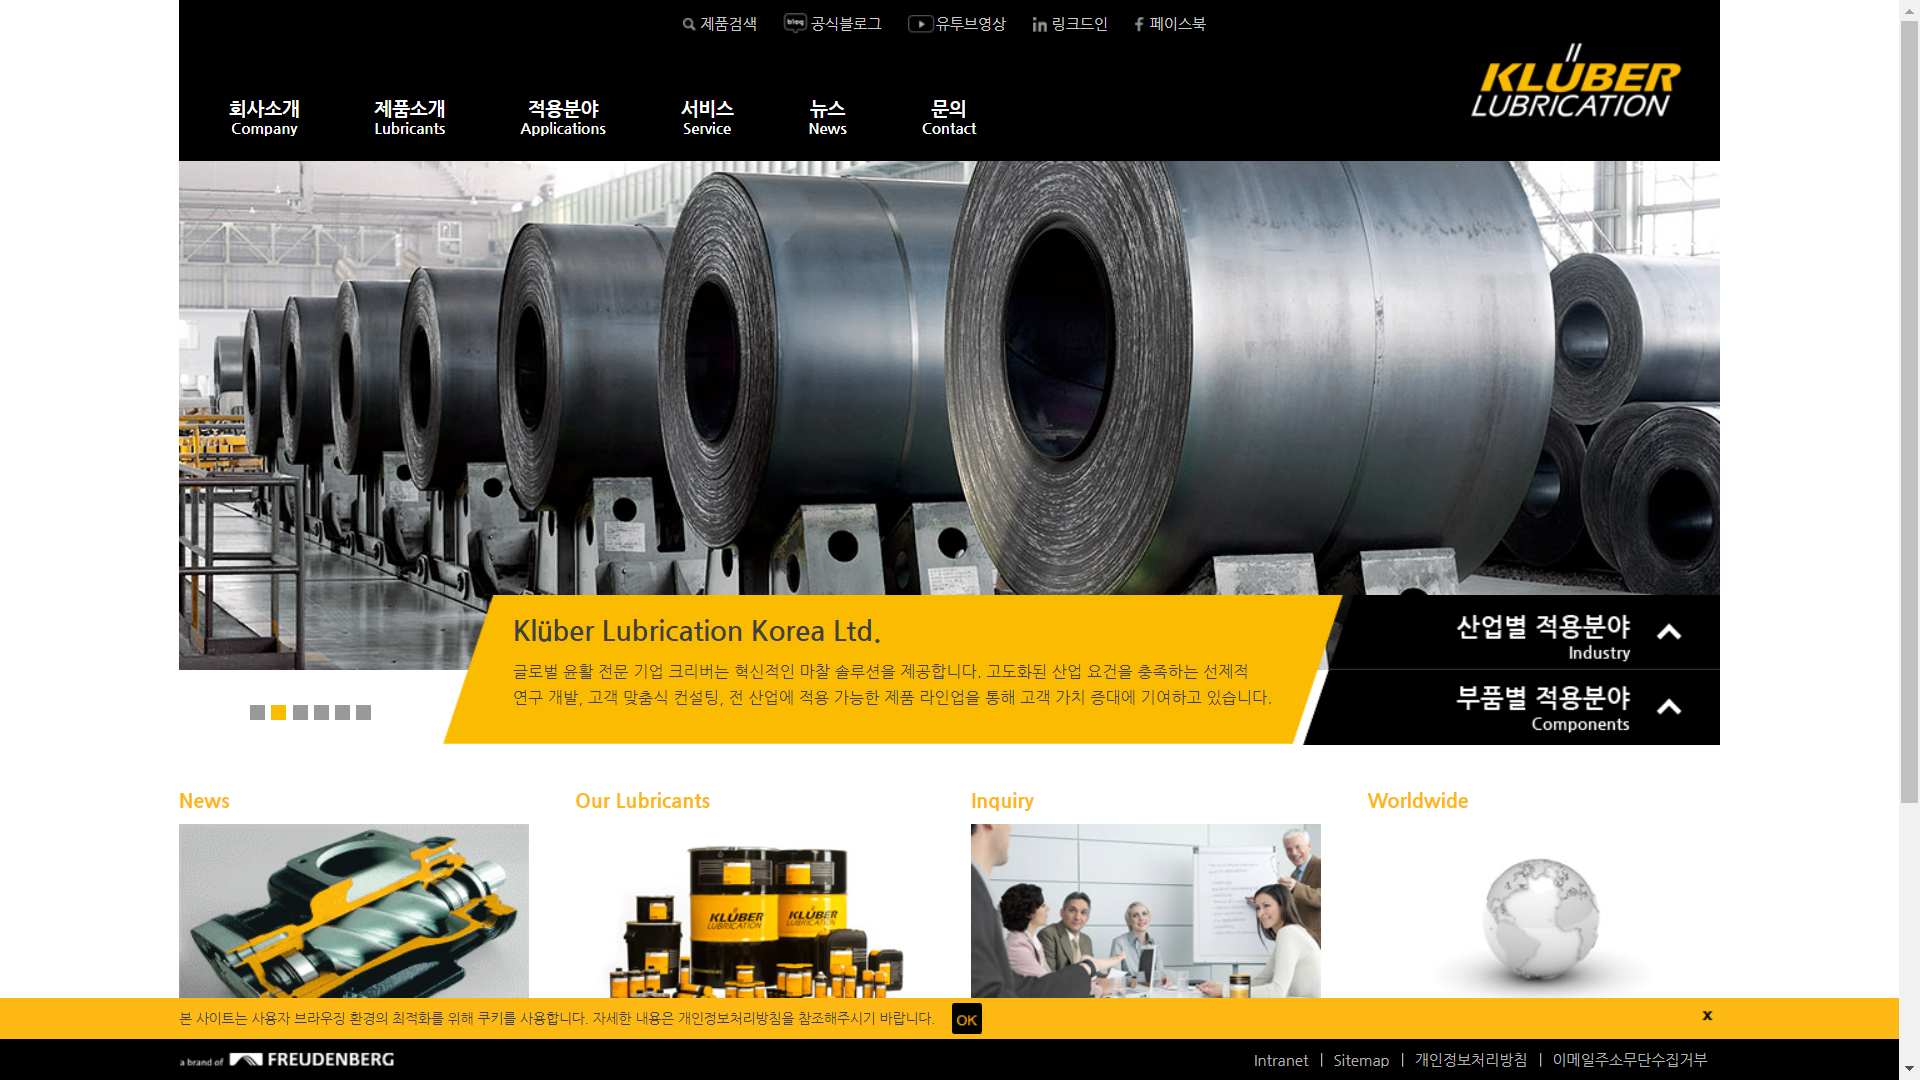 제품검색
공식블로그
유투브영상
링크드인
페이스북
KLÜBER
LUBRICATION
회사소개
Company
제품소개
Lubricants
적용분야
Applications
서비스
Service
뉴스
News
문의
Contact
Klüber Lubrication Korea Ltd.
글로벌 윤활 전문 기업 크리버는 혁신적인 마찰 솔루션을 제공합니다. 고도화된 산업 요건을 충족하는 선제적
연구 개발, 고객 맞춤식 컨설팅, 전 산업에 적용 가능한 제품 라인업을 통해 고객 가치 증대에 기여하고 있습니다.
산업별 적용분야
Industry
부품별 적용분야
Components
News
Our Lubricants
Inquiry
Worldwide
KLÜBER
LUBRICATION
KLÜBER
LUBRICATION
본 사이트는 사용자 브라우징 환경의 최적화를 위해 쿠키를 사용합니다. 자세한 내용은 개인정보처리방침을 참조해주시기 바랍니다.
OK
x
a brand of FREUDENBERG
Intranet | Sitemap | 개인정보처리방침 | 이메일주소무단수집거부